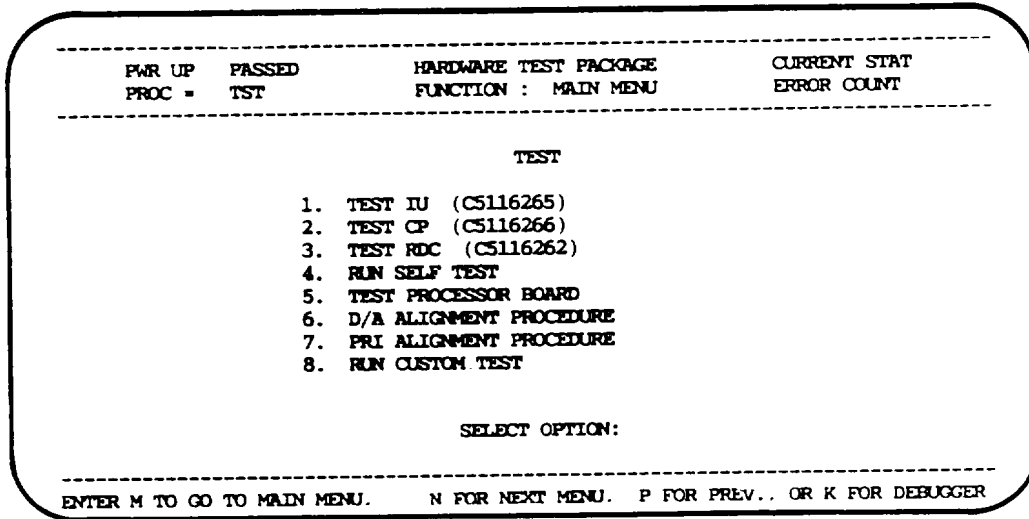 PWR UP PASSED HARDWARE TEST PACKAGE CURRENT STAT
PROC = TST FUNCTION : MAIN MENU ERROR COUNT
TEST
1. TEST IU (C5116265)
2. TEST CP (C5116266)
3. TEST RDC (C5116262)
4. RUN SELF TEST
5. TEST PROCESSOR BOARD
6. D/A ALIGNMENT PROCEDURE
7. PRI ALIGNMENT PROCEDURE
8. RUN CUSTOM TEST
SELECT OPTION:
ENTER M TO GO TO MAIN MENU. N FOR NEXT MENU. P FOR PREV.. OR K FOR DEBUGGER